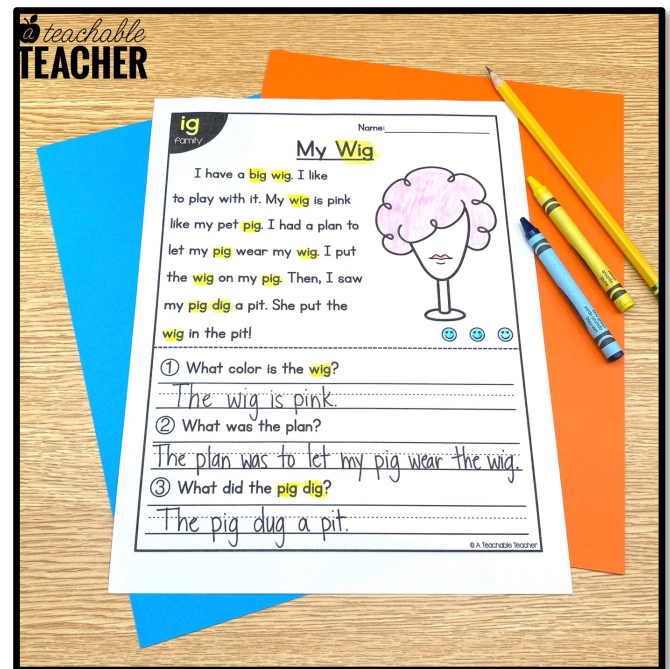 a teachable
TEACHER
ig
family
Name:
My Wig
I have a big wig. I like
to play with it. My wig is pink
like my pet pig. I had a plan to
let my pig wear my wig. I put
the wig on my pig. Then, I saw
my pig dig a pit. She put the
wig in the pit!
① What color is the wig?
The wig is pink.
② What was the plan?
The plan was to let my pig wear the wig.
③ What did the pig dig?
The pig dug a pit.
© A Teachable Teacher